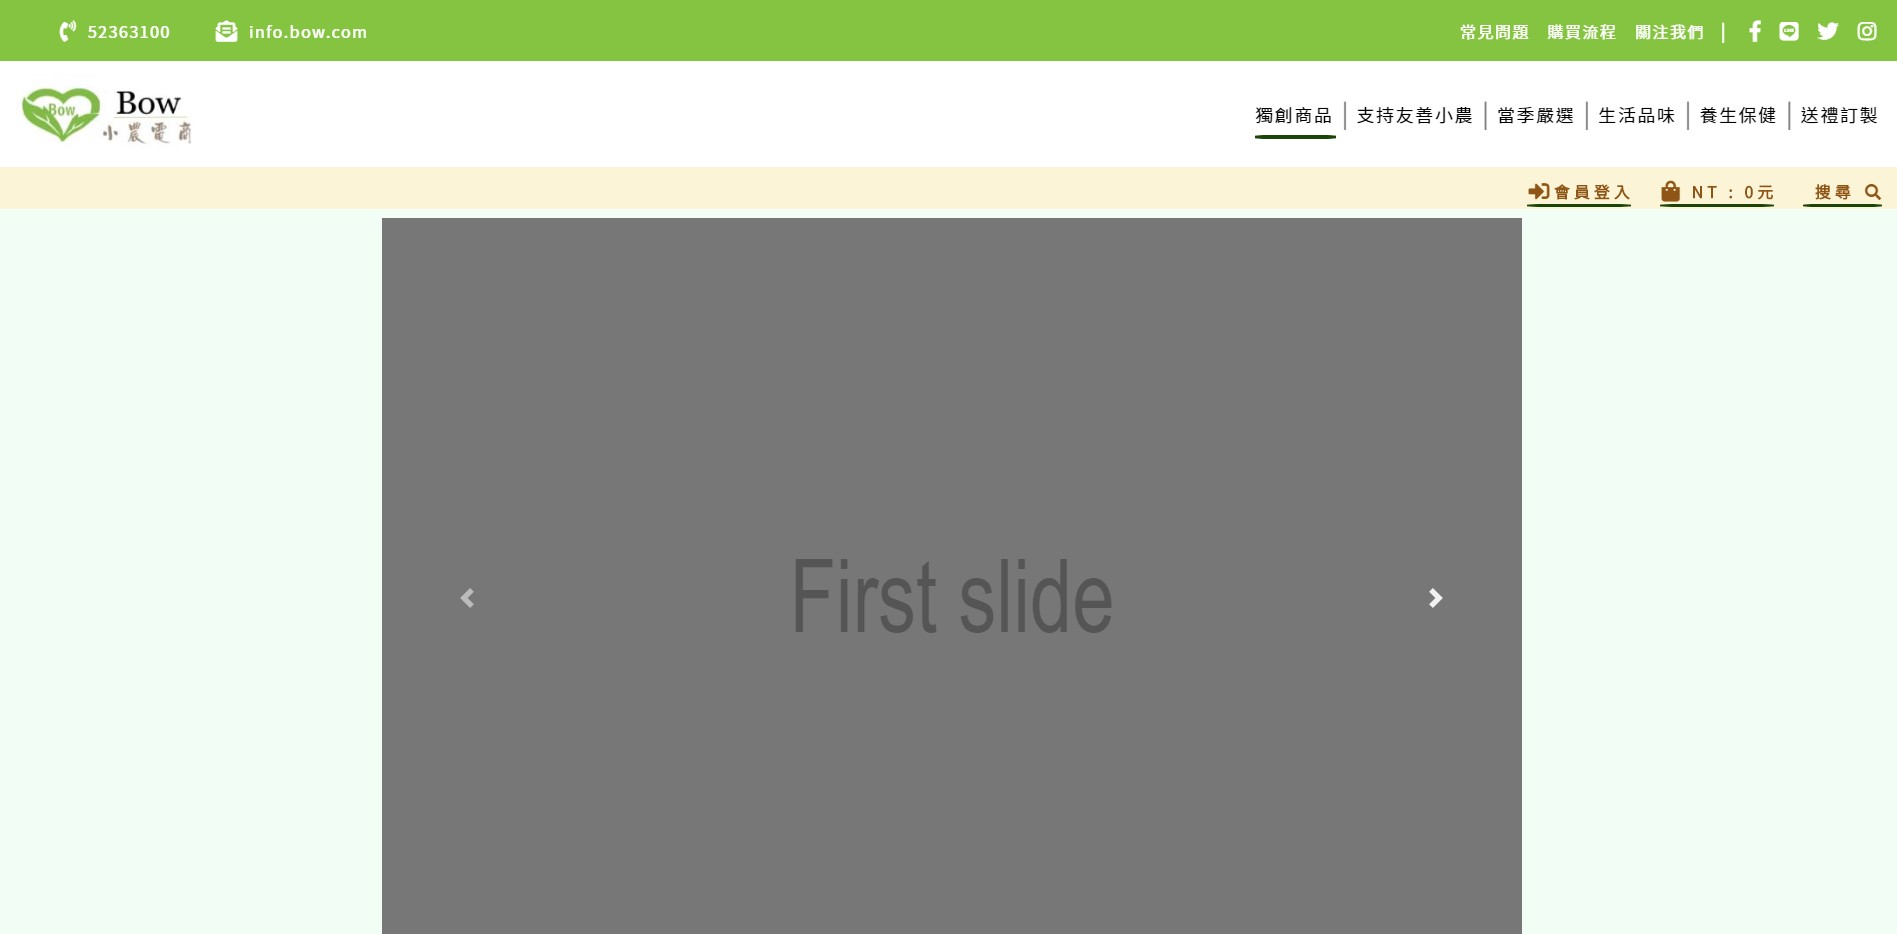 52363100 info.bow.com 常見問題 購買流程 關注我們 |
Bow
Bow
小農電商
獨創商品 支持友善小農 當季嚴選 生活品味 養生保健 送禮訂製
會員登入 NT : 0元 搜尋
First slide